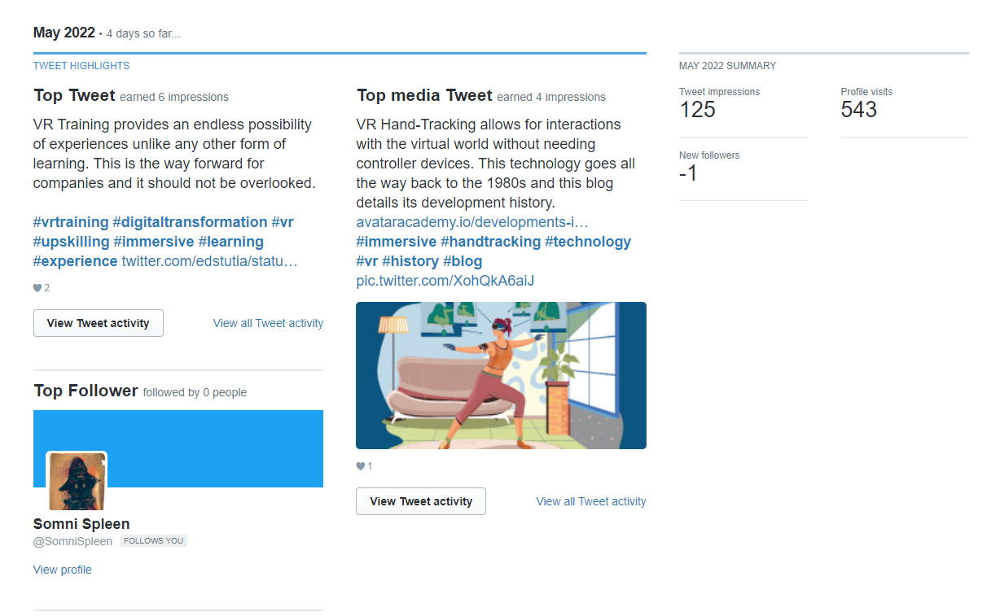 May 2022 • 4 days so far...
TWEET HIGHLIGHTS
Top Tweet earned 6 impressions
VR Training provides an endless possibility
of experiences unlike any other form of
learning. This is the way forward for
companies and it should not be overlooked.
#vrtraining #digitaltransformation #vr
#upskilling #immersive #learning
#experience twitter.com/edstutia/statu…
2
View Tweet activity
View all Tweet activity
Top Follower followed by 0 people
Somni Spleen
@SomniSpleen FOLLOWS YOU
View profile
Top media Tweet earned 4 impressions
VR Hand-Tracking allows for interactions
with the virtual world without needing
controller devices. This technology goes all
the way back to the 1980s and this blog
details its development history.
avataracademy.io/developments-i…
#immersive #handtracking #technology
#vr #history #blog
pic.twitter.com/XohQkA6aiJ
1
View Tweet activity
View all Tweet activity
MAY 2022 SUMMARY
Tweet impressions
125
Profile visits
543
New followers
-1